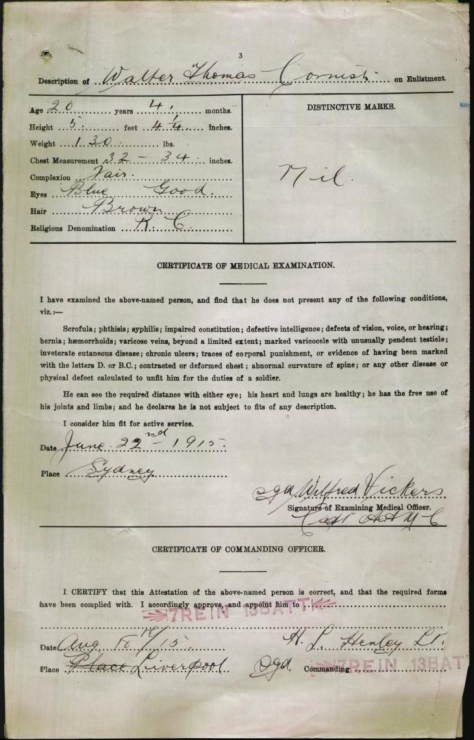 3
Description of Walter Thomas Cornish on Enlistment.
Age 20 years 4 months.
Height 5 feet 4¼ inches.
Weight 130 lbs.
Chest Measurement 32 – 34 inches.
Complexion Fair.
Eyes Blue Good.
Hair Brown
Religious Denomination R. C.
DISTINCTIVE MARKS.
Nil.
CERTIFICATE OF MEDICAL EXAMINATION.
I have examined the above-named person, and find that he does not present any of the following conditions,
viz.:—
Scrofula; phthisis; syphilis; impaired constitution; defective intelligence; defects of vision, voice, or hearing;
hernia; hæmorrhoids; varicose veins, beyond a limited extent; marked varicocele with unusually pendent testicle;
inveterate cutaneous disease; chronic ulcers; traces of corporal punishment, or evidence of having been marked
with the letters D. or B.C.; contracted or deformed chest; abnormal curvature of spine; or any other disease or
physical defect calculated to unfit him for the duties of a soldier.
He can see the required distance with either eye; his heart and lungs are healthy; he has the free use of
his joints and limbs; and he declares he is not subject to fits of any description.
I consider him fit for active service.
Date June 22nd 1915
Place Sydney
sgd Wilfred Vickers
Signature of Examining Medical Officer.
Capt AAMC
CERTIFICATE OF COMMANDING OFFICER.
I CERTIFY that this Attestation of the above-named person is correct, and that the required forms
have been complied with. I accordingly approve, and appoint him to
7REIN 13BATT
Date Aug /15 H. L. Henley Lt.
Place Place Liverpool sgd. Commanding 7REIN 13BATT